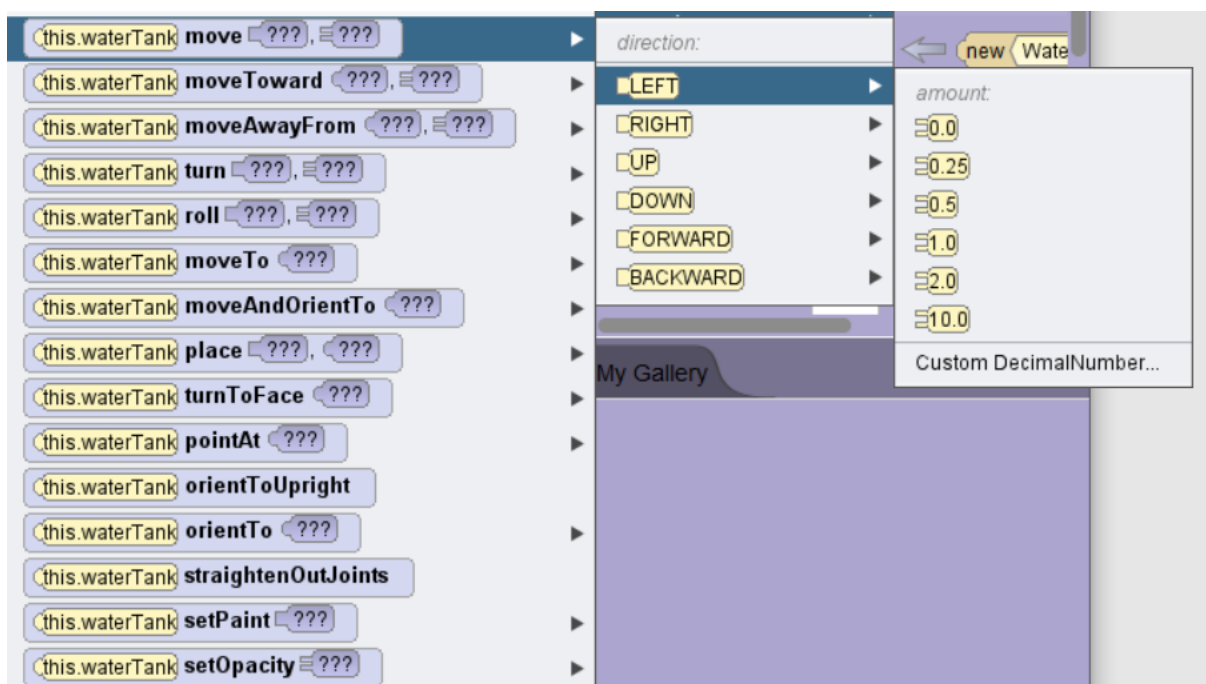 this.waterTank move ???, ???
this.waterTank moveToward ???, ???
this.waterTank moveAwayFrom ???, ???
this.waterTank turn ???, ???
this.waterTank roll ???, ???
this.waterTank moveTo ???
this.waterTank moveAndOrientTo ???
this.waterTank place ???, ???
this.waterTank turnToFace ???
this.waterTank pointAt ???
this.waterTank orientToUpright
this.waterTank orientTo ???
this.waterTank straightenOutJoints
this.waterTank setPaint ???
this.waterTank setOpacity ???
direction:
LEFT
RIGHT
UP
DOWN
FORWARD
BACKWARD
My Gallery
new Wate
amount:
0.0
0.25
0.5
1.0
2.0
10.0
Custom DecimalNumber...